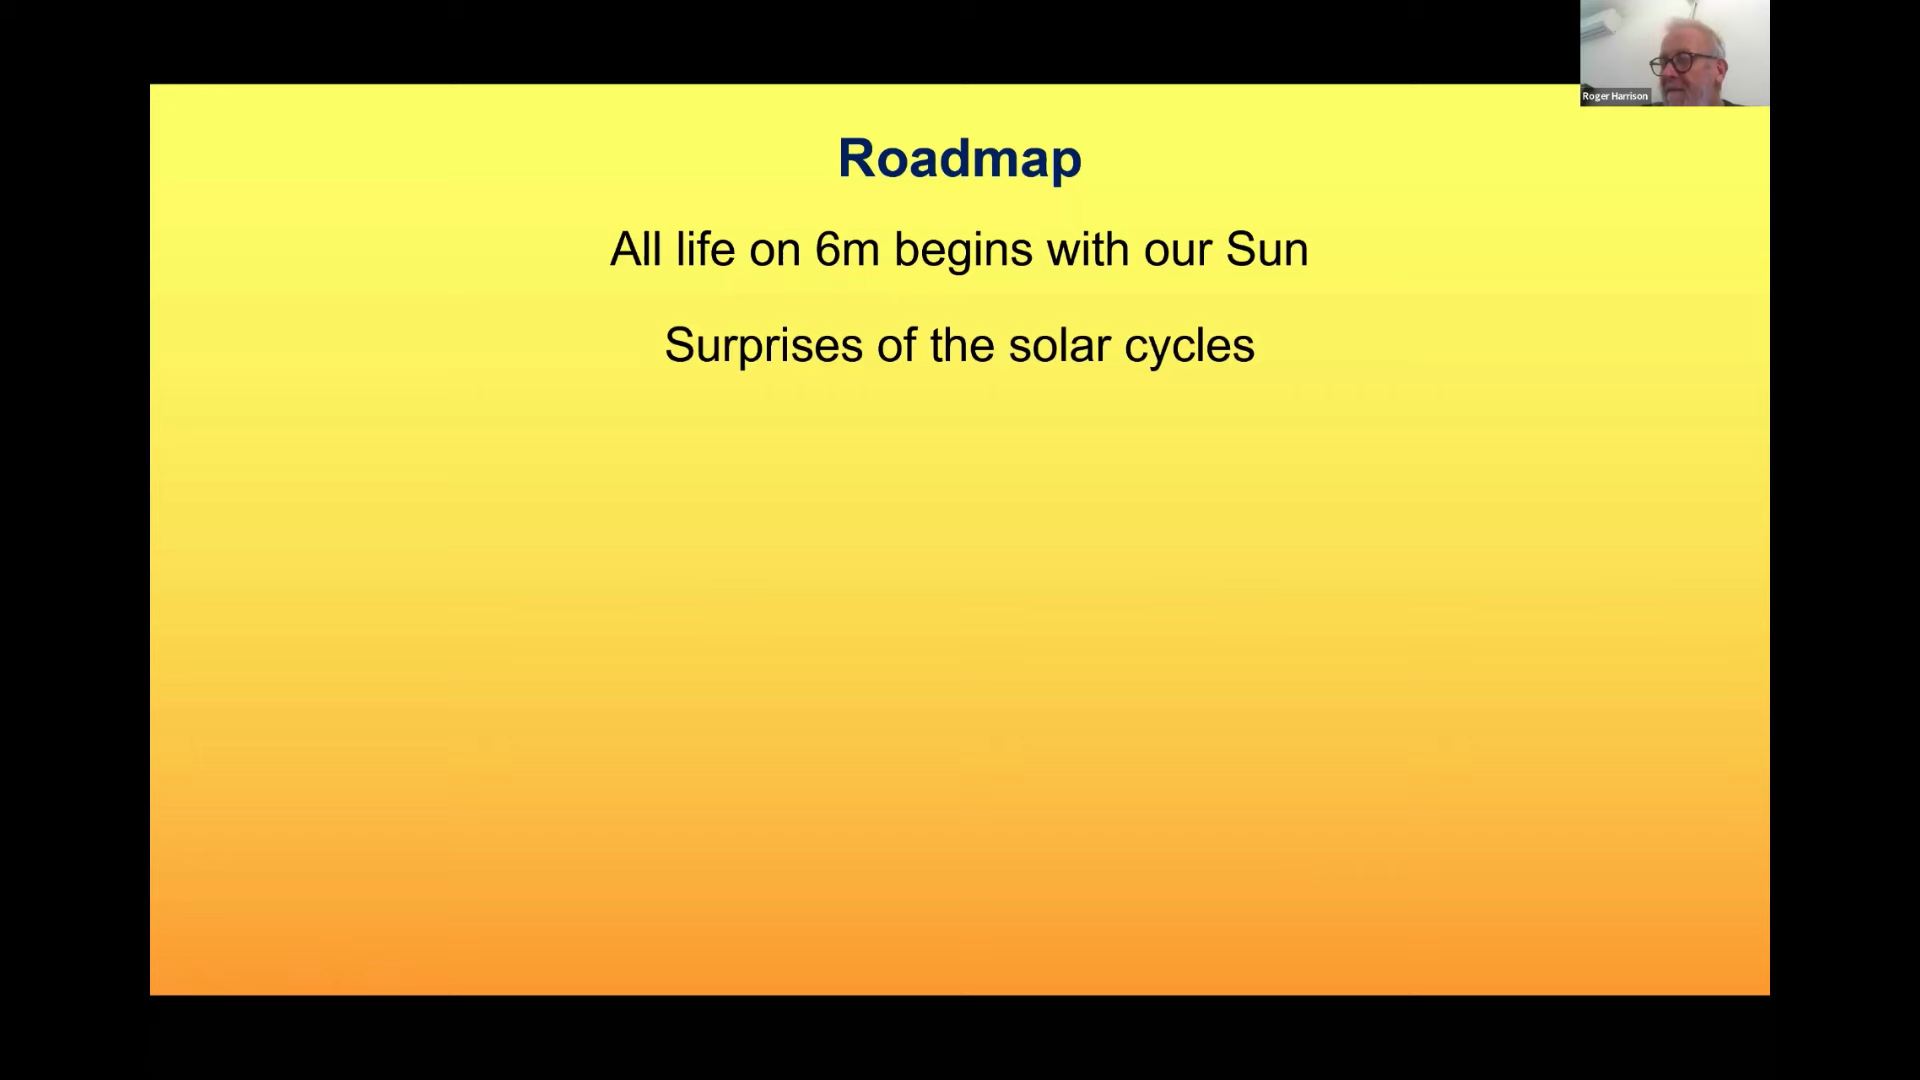 Roger Harrison
Roadmap
All life on 6m begins with our Sun
Surprises of the solar cycles